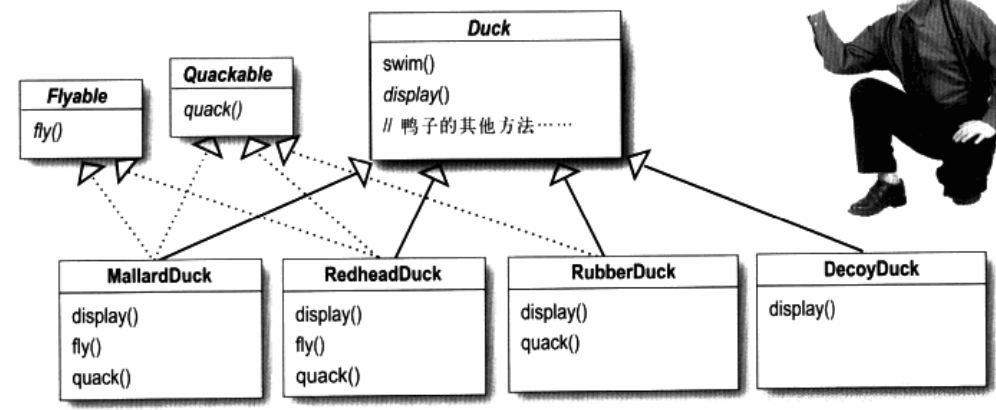 Duck
swim()
display()
// 鸭子的其他方法……
Quackable
quack()
Flyable
fly()
MallardDuck
display()
fly()
quack()
RedheadDuck
display()
fly()
quack()
RubberDuck
display()
quack()
DecoyDuck
display()